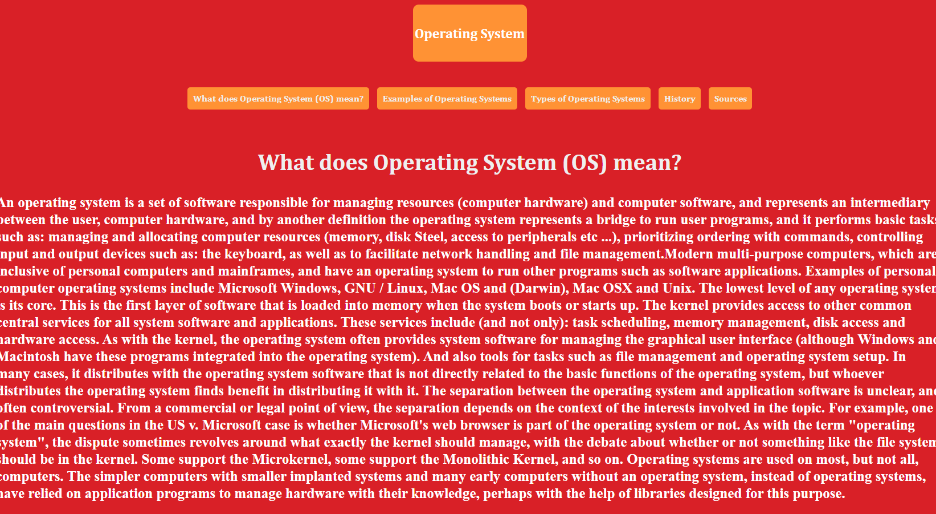 Operating System
What does Operating System (OS) mean? Examples of Operating Systems Types of Operating Systems History Sources
What does Operating System (OS) mean?
An operating system is a set of software responsible for managing resources (computer hardware) and computer software, and represents an intermediary
between the user, computer hardware, and by another definition the operating system represents a bridge to run user programs, and it performs basic tasks
such as: managing and allocating computer resources (memory, disk Steel, access to peripherals etc ...), prioritizing ordering with commands, controlling
input and output devices such as: the keyboard, as well as to facilitate network handling and file management.Modern multi-purpose computers, which are
inclusive of personal computers and mainframes, and have an operating system to run other programs such as software applications. Examples of personal
computer operating systems include Microsoft Windows, GNU / Linux, Mac OS and (Darwin), Mac OSX and Unix. The lowest level of any operating system
is its core. This is the first layer of software that is loaded into memory when the system boots or starts up. The kernel provides access to other common
central services for all system software and applications. These services include (and not only): task scheduling, memory management, disk access and
hardware access. As with the kernel, the operating system often provides system software for managing the graphical user interface (although Windows and
Macintosh have these programs integrated into the operating system). And also tools for tasks such as file management and operating system setup. In
many cases, it distributes with the operating system software that is not directly related to the basic functions of the operating system, but whoever
distributes the operating system finds benefit in distributing it with it. The separation between the operating system and application software is unclear, and
often controversial. From a commercial or legal point of view, the separation depends on the context of the interests involved in the topic. For example, one
of the main questions in the US v. Microsoft case is whether Microsoft's web browser is part of the operating system or not. As with the term "operating
system", the dispute sometimes revolves around what exactly the kernel should manage, with the debate about whether or not something like the file system
should be in the kernel. Some support the Microkernel, some support the Monolithic Kernel, and so on. Operating systems are used on most, but not all,
computers. The simpler computers with smaller implanted systems and many early computers without an operating system, instead of operating systems,
have relied on application programs to manage hardware with their knowledge, perhaps with the help of libraries designed for this purpose.